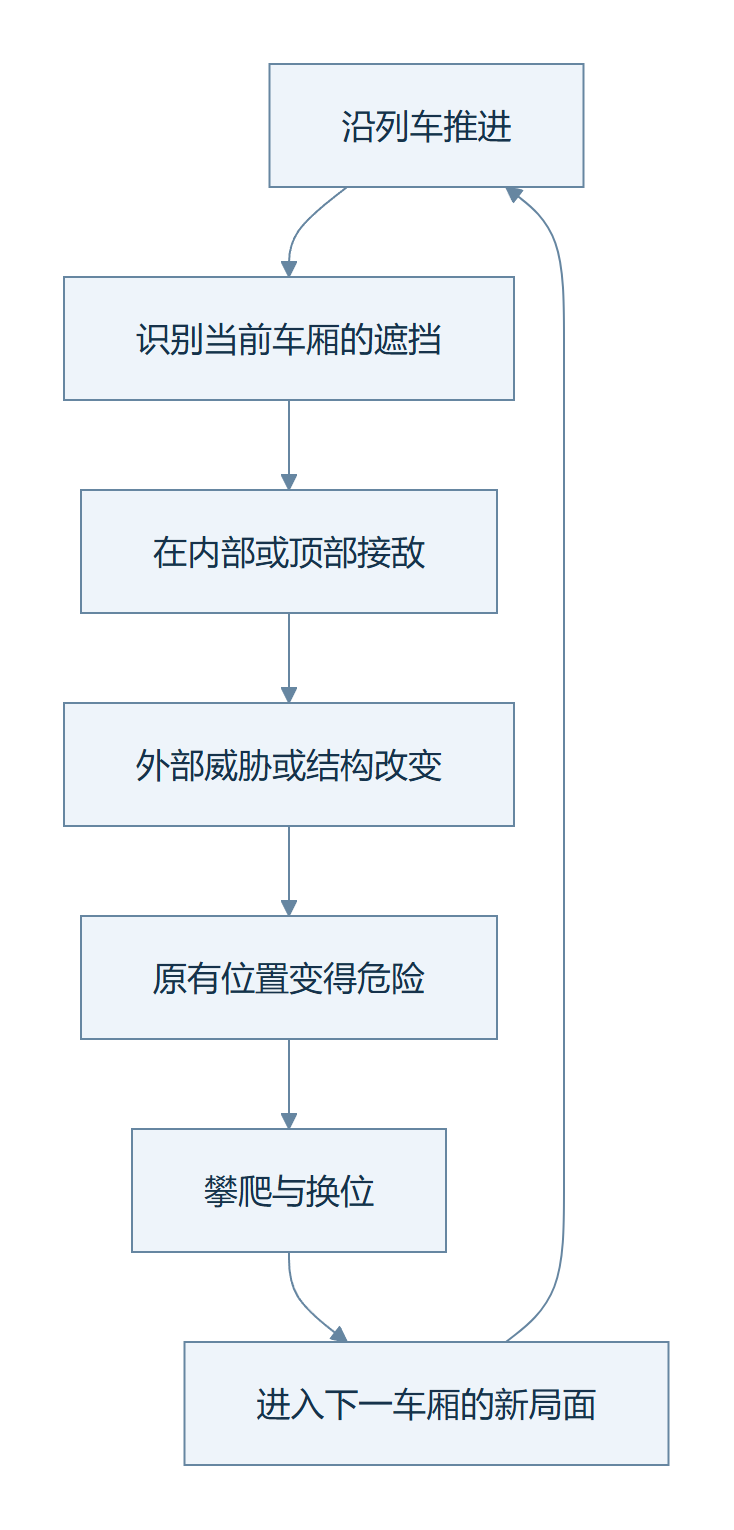 沿列车推进
识别当前车厢的遮挡
在内部或顶部接敌
外部威胁或结构改变
原有位置变得危险
攀爬与换位
进入下一车厢的新局面